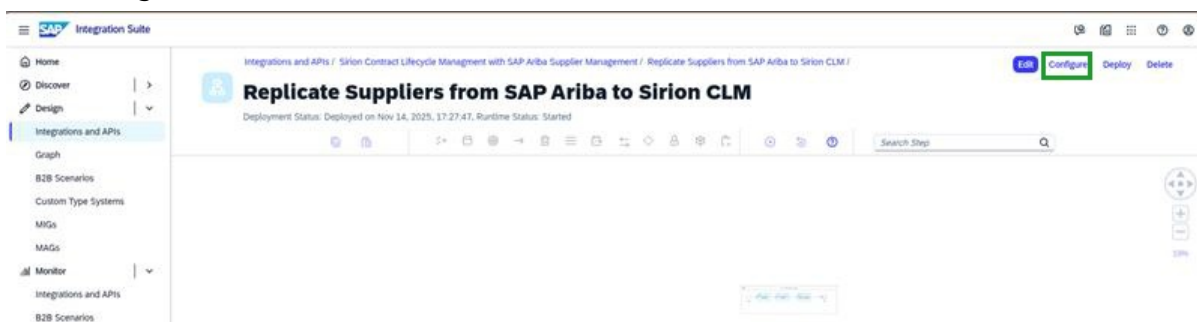 SAP Integration Suite
Home
Discover
Design
Integrations and APIs
Graph
B2B Scenarios
Custom Type Systems
MIGs
MAGs
Monitor
Integrations and APIs
B2B Scenarios
Integrations and APIs / Sirion Contract Lifecycle Managment with SAP Ariba Supplier Management / Replicate Suppliers from SAP Ariba to Sirion CLM /
Edit Configure Deploy Delete
Replicate Suppliers from SAP Ariba to Sirion CLM
Deployment Status: Deployed on Nov 14, 2025, 17:27:47, Runtime Status: Started
Search Step